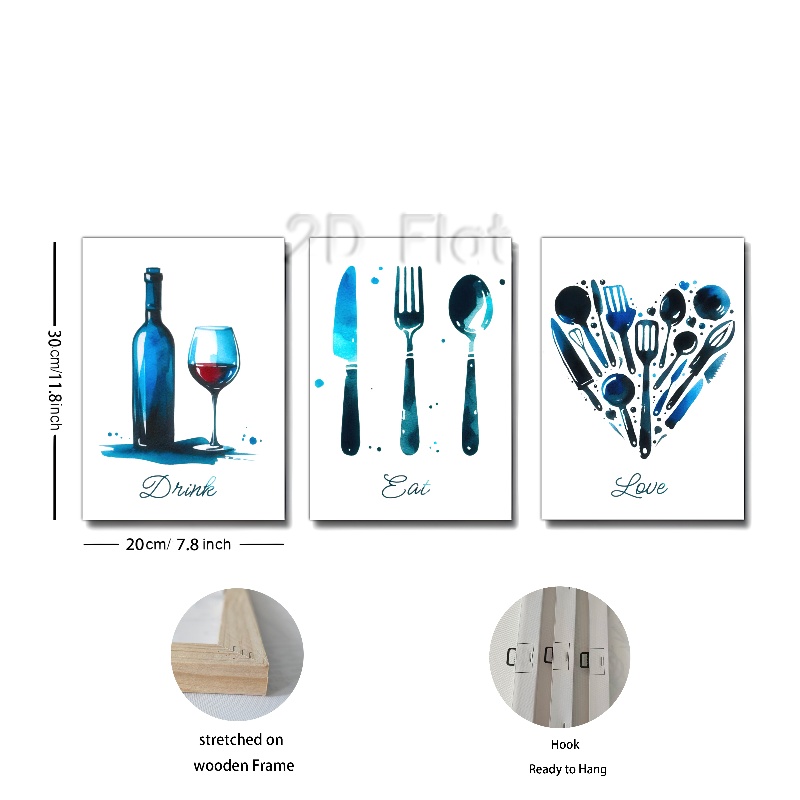 2D Flat
30cm/11.8inch
Drink
Eat
Love
20cm/ 7.8 inch
stretched on
wooden Frame
Hook
Ready to Hang